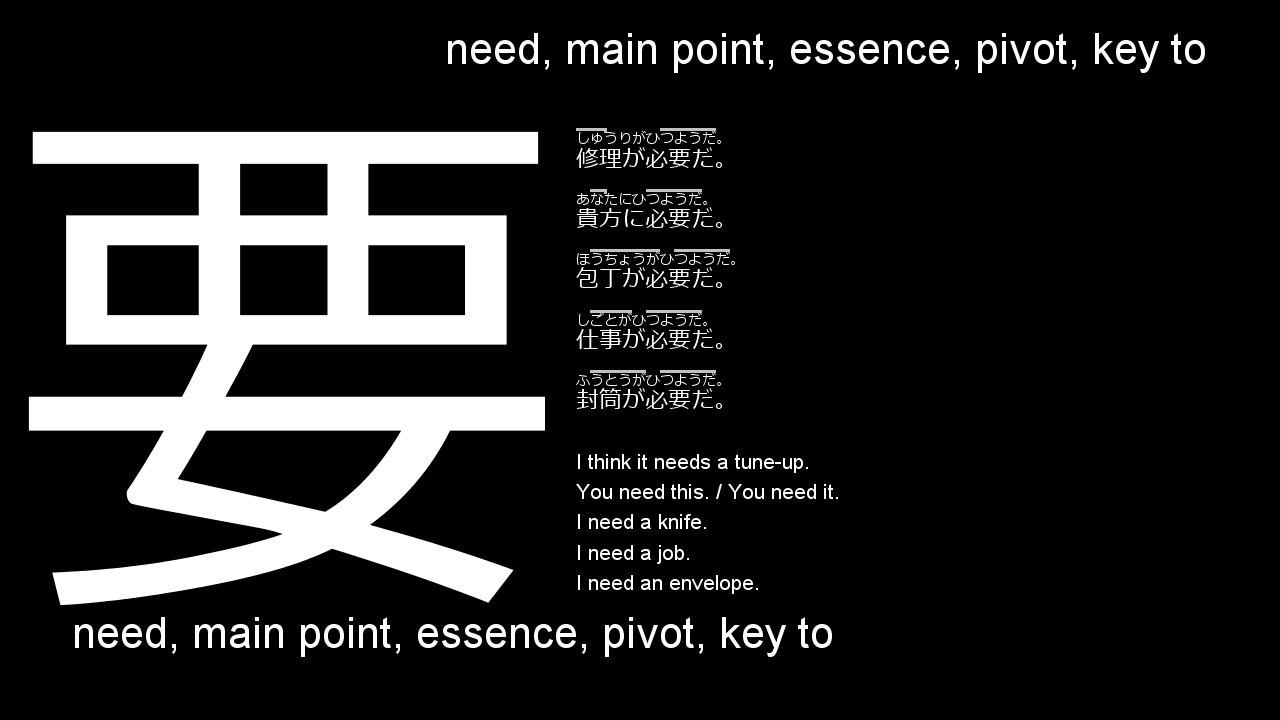 need, main point, essence, pivot, key to
要
しゅうりがひつようだ。
修理が必要だ。
あなたにひつようだ。
貴方に必要だ。
ほうちょうがひつようだ。
包丁が必要だ。
しごとがひつようだ。
仕事が必要だ。
ふうとうがひつようだ。
封筒が必要だ。
I think it needs a tune-up.
You need this. / You need it.
I need a knife.
I need a job.
I need an envelope.
need, main point, essence, pivot, key to